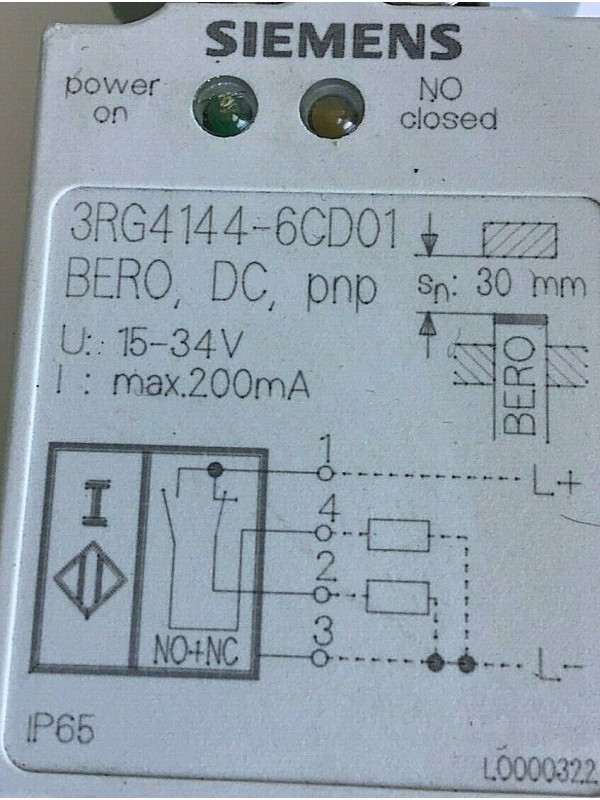 SIEMENS
power on
NO closed
3RG4144-6CD01
BERO, DC, pnp
sn: 30 mm
U: 15-34V
I : max.200mA
BERO
1
L+
4
2
3
L-
I
NO+NC
IP65
LO000322